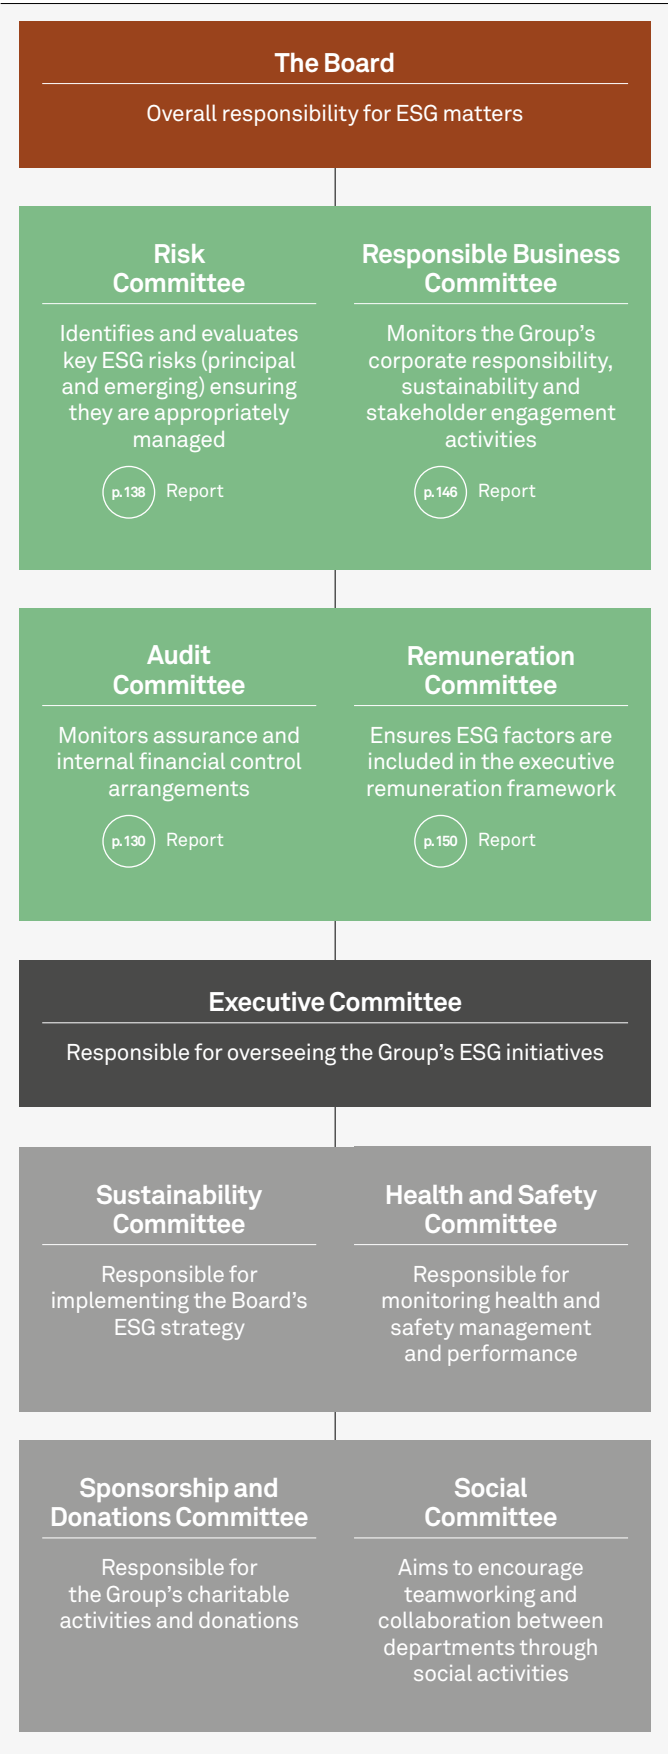 The Board
Overall responsibility for ESG matters
Risk
Committee
Identifies and evaluates
key ESG risks (principal
and emerging) ensuring
they are appropriately
managed
p.138 Report
Responsible Business
Committee
Monitors the Group’s
corporate responsibility,
sustainability and
stakeholder engagement
activities
p.146 Report
Audit
Committee
Monitors assurance and
internal financial control
arrangements
p.130 Report
Remuneration
Committee
Ensures ESG factors are
included in the executive
remuneration framework
p.150 Report
Executive Committee
Responsible for overseeing the Group’s ESG initiatives
Sustainability
Committee
Responsible for
implementing the Board’s
ESG strategy
Health and Safety
Committee
Responsible for
monitoring health and
safety management
and performance
Sponsorship and
Donations Committee
Responsible for
the Group’s charitable
activities and donations
Social
Committee
Aims to encourage
teamworking and
collaboration between
departments through
social activities